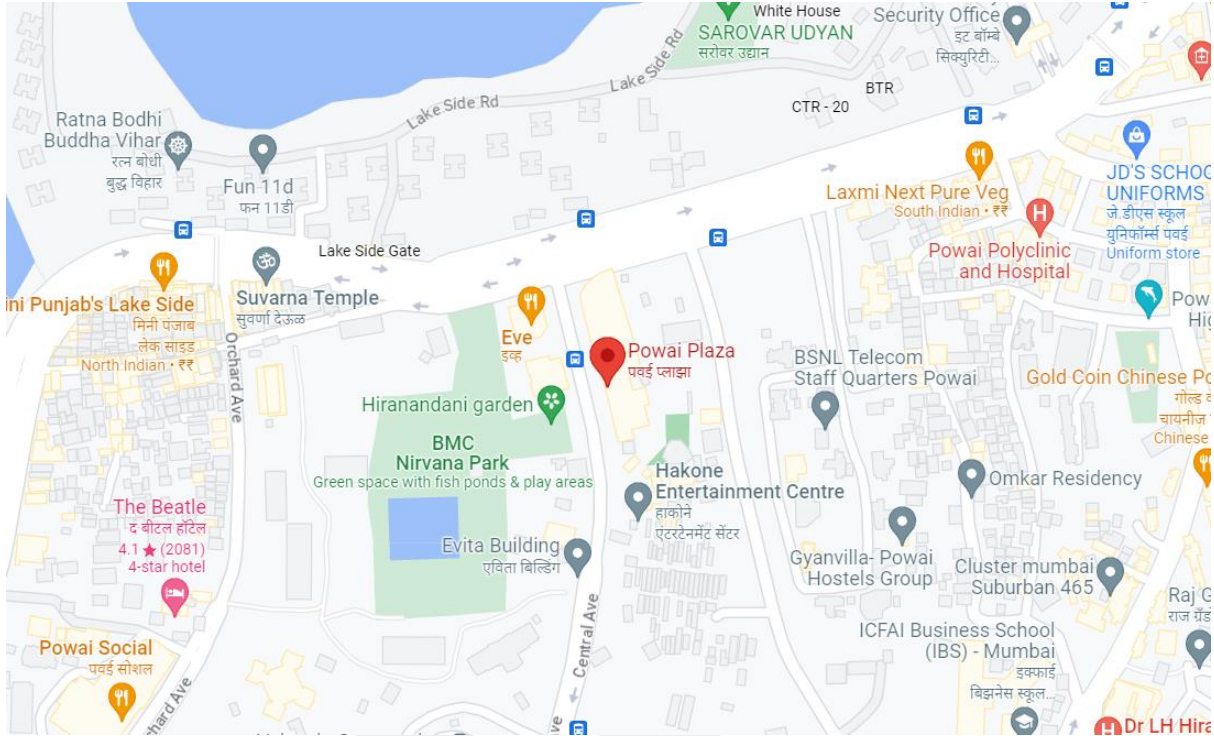 White House
SAROVAR UDYAN
सरोवर उद्यान
Security Office
इट बॉम्बे
सिक्युरिटी...
Lake Side Rd
Lake Side Rd
BTR
CTR - 20
Ratna Bodhi
Buddha Vihar
रत्न बोधी
बुद्ध विहार
Fun 11d
फन 11डी
Laxmi Next Pure Veg
South Indian • ₹₹
JD'S SCHOO
UNIFORMS
जे.डीएस स्कूल
युनिफॉर्म्स पवई
Uniform store
H
Powai Polyclinic
and Hospital
Lake Side Gate
Suvarna Temple
सुवर्णा देऊळ
ini Punjab's Lake Side
मिनी पंजाब
लेक साइड
North Indian • ₹₹
Orchard Ave
Eve
इव्ह
Powai Plaza
पवई प्लाझा
BSNL Telecom
Staff Quarters Powai
Pow
Hig
Gold Coin Chinese Po
गोल्ड
चायनीज
Chinese
Hiranandani garden
BMC
Nirvana Park
Green space with fish ponds & play areas
Hakone
Entertainment Centre
हाकोने
एंटरटेनमेंट सेंटर
Omkar Residency
The Beatle
द बीटल हॉटेल
4.1 ★ (2081)
4-star hotel
Evita Building
एविता बिल्डिंग
Gyanvilla- Powai
Hostels Group
Cluster mumbai
Suburban 465
Raj G
राज ग्रॅ
Powai Social
पवई सोशल
Central Ave
ICFAI Business School
(IBS) - Mumbai
इक्फाई
बिझनेस स्कूल...
chard Ave
H
Dr LH Hira